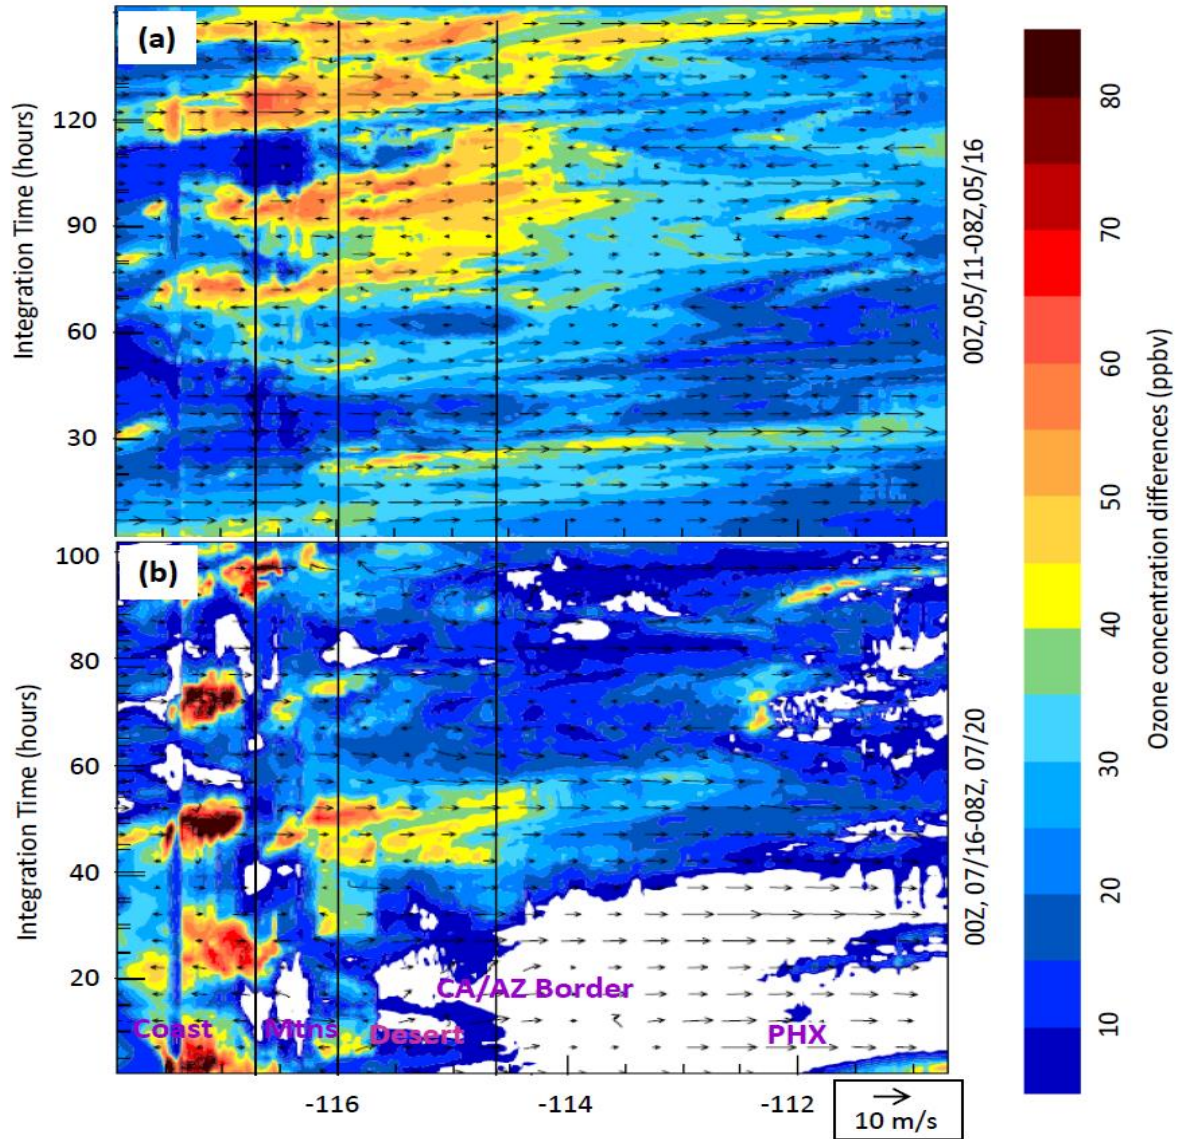 (a)
Integration Time (hours)
120
90
60
30
00Z,05/11-08Z,05/16
(b)
Integration Time (hours)
100
80
60
40
20
00Z, 07/16-08Z, 07/20
CA/AZ Border
Coast
Mtns
Desert
PHX
-116
-114
-112
10 m/s
80
70
60
50
40
30
20
10
Ozone concentration differences (ppbv)